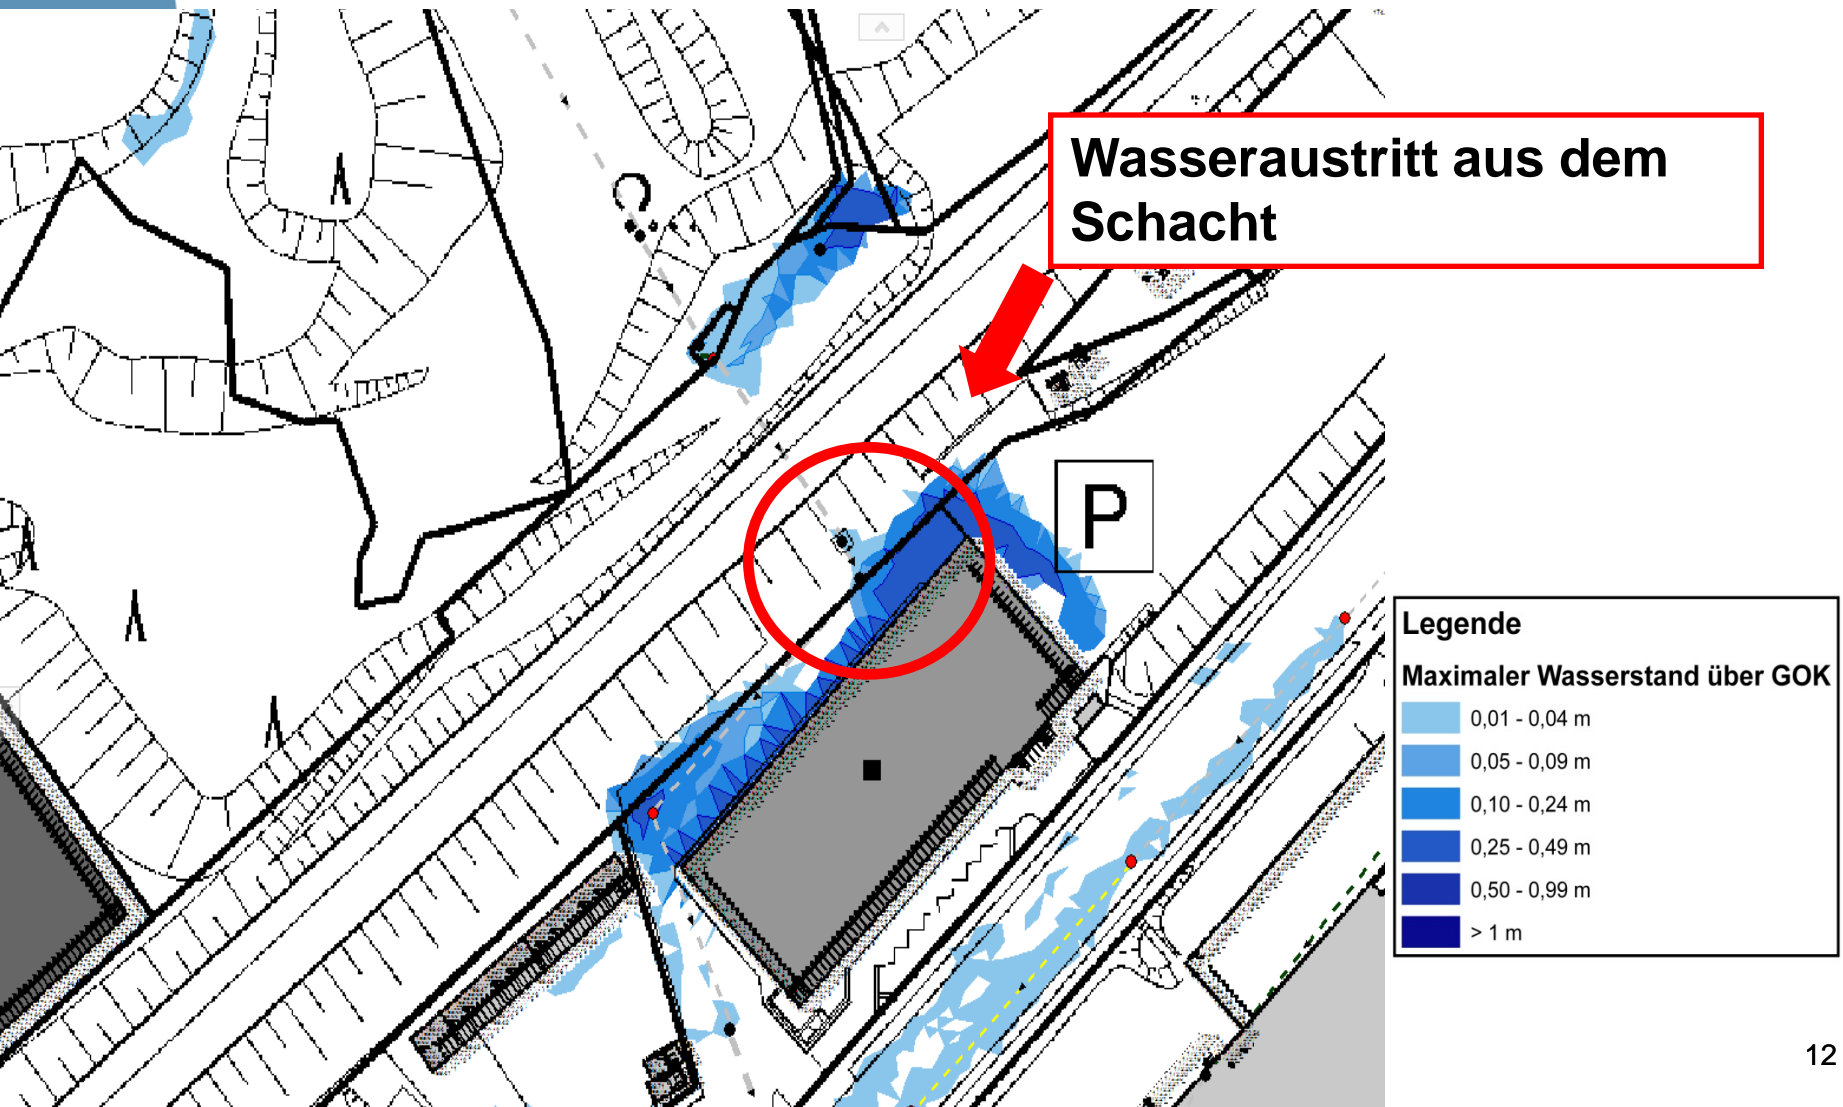 Wasseraustritt aus dem
Schacht
P
Legende
Maximaler Wasserstand über GOK
0,01 - 0,04 m
0,05 - 0,09 m
0,10 - 0,24 m
0,25 - 0,49 m
0,50 - 0,99 m
> 1 m
12